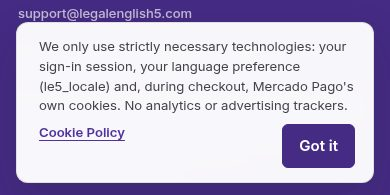 support@legalenglish5.com
We only use strictly necessary technologies: your
sign-in session, your language preference
(le5_locale) and, during checkout, Mercado Pago's
own cookies. No analytics or advertising trackers.
Cookie Policy
Got it